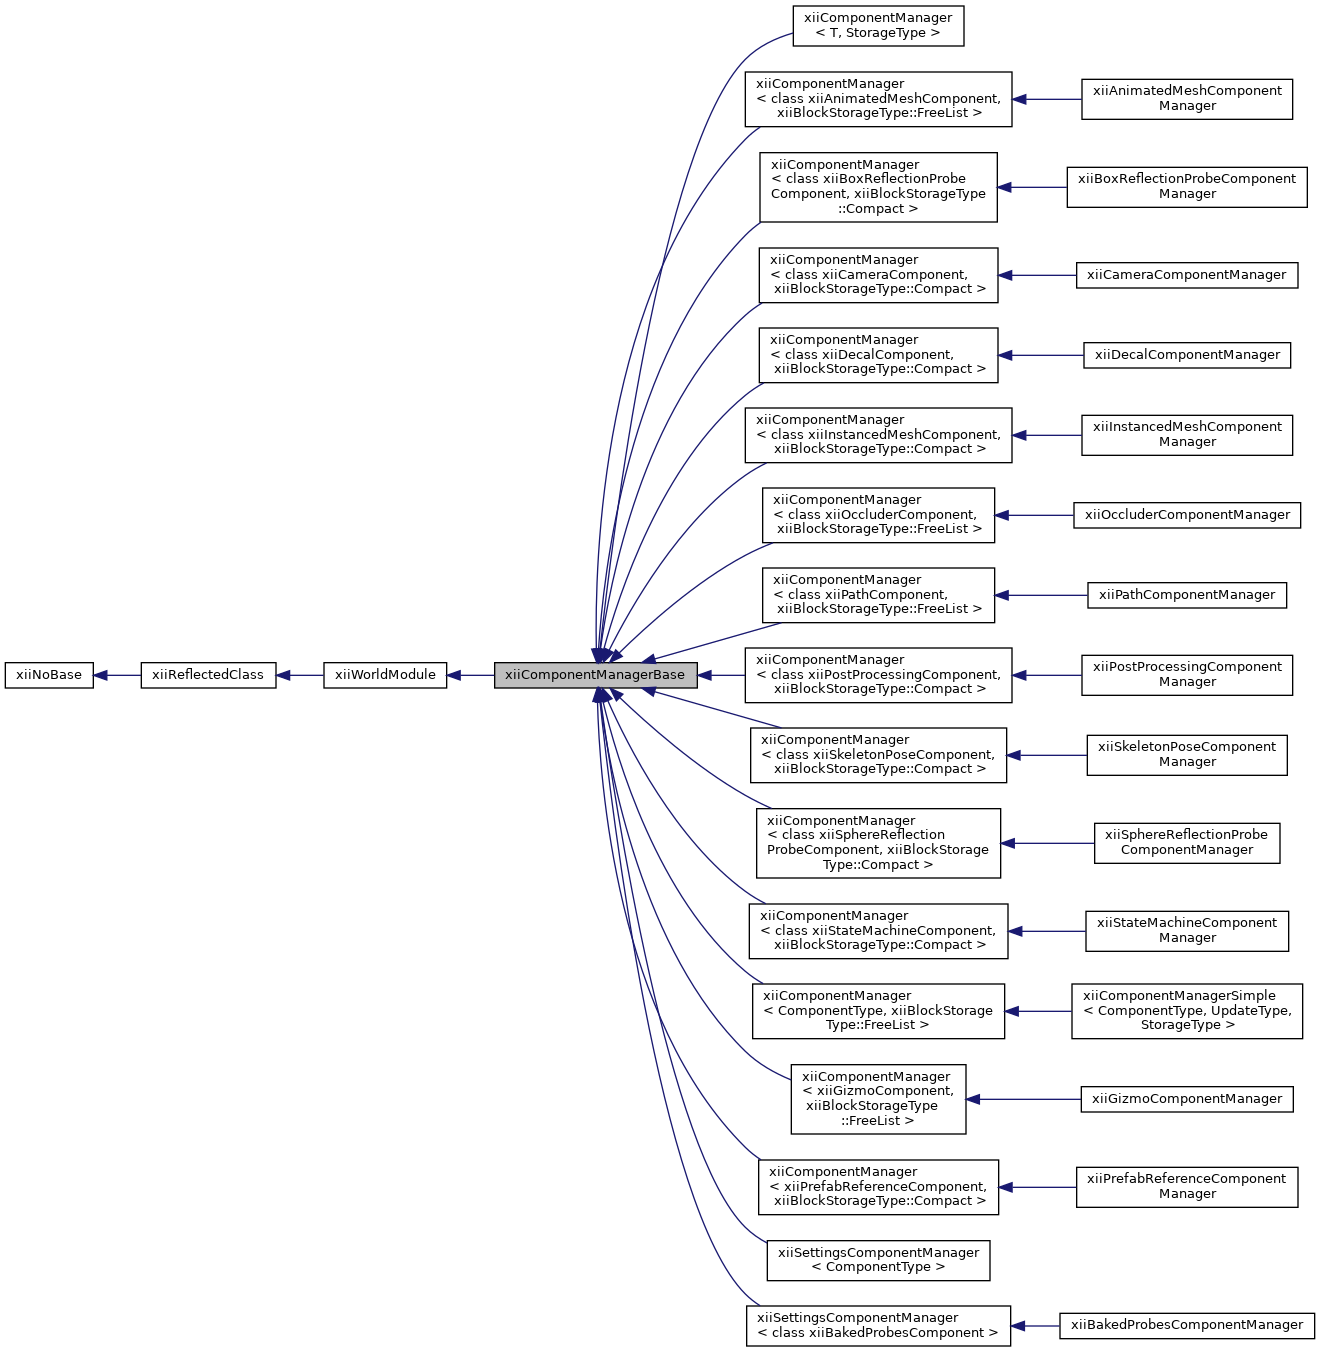 xiiComponentManager
< T, StorageType >
xiiComponentManager
< class xiiAnimatedMeshComponent,
xiiBlockStorageType::FreeList >
xiiAnimatedMeshComponent
Manager
xiiComponentManager
< class xiiBoxReflectionProbe
Component, xiiBlockStorageType
::Compact >
xiiBoxReflectionProbeComponent
Manager
xiiComponentManager
< class xiiCameraComponent,
xiiBlockStorageType::Compact >
xiiCameraComponentManager
xiiComponentManager
< class xiiDecalComponent,
xiiBlockStorageType::Compact >
xiiDecalComponentManager
xiiComponentManager
< class xiiInstancedMeshComponent,
xiiBlockStorageType::Compact >
xiiInstancedMeshComponent
Manager
xiiComponentManager
< class xiiOccluderComponent,
xiiBlockStorageType::FreeList >
xiiOccluderComponentManager
xiiComponentManager
< class xiiPathComponent,
xiiBlockStorageType::FreeList >
xiiPathComponentManager
xiiNoBase
xiiReflectedClass
xiiWorldModule
xiiComponentManagerBase
xiiComponentManager
< class xiiPostProcessingComponent,
xiiBlockStorageType::Compact >
xiiPostProcessingComponent
Manager
xiiComponentManager
< class xiiSkeletonPoseComponent,
xiiBlockStorageType::Compact >
xiiSkeletonPoseComponent
Manager
xiiComponentManager
< class xiiSphereReflection
ProbeComponent, xiiBlockStorage
Type::Compact >
xiiSphereReflectionProbe
ComponentManager
xiiComponentManager
< class xiiStateMachineComponent,
xiiBlockStorageType::Compact >
xiiStateMachineComponent
Manager
xiiComponentManager
< ComponentType, xiiBlockStorage
Type::FreeList >
xiiComponentManagerSimple
< ComponentType, UpdateType,
StorageType >
xiiComponentManager
< xiiGizmoComponent,
xiiBlockStorageType
::FreeList >
xiiGizmoComponentManager
xiiComponentManager
< xiiPrefabReferenceComponent,
xiiBlockStorageType::Compact >
xiiPrefabReferenceComponent
Manager
xiiSettingsComponentManager
< ComponentType >
xiiSettingsComponentManager
< class xiiBakedProbesComponent >
xiiBakedProbesComponentManager